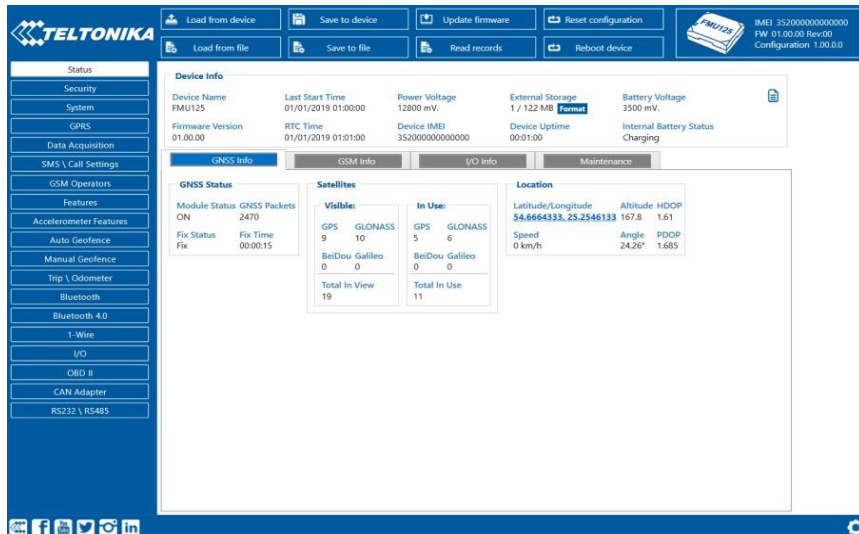 TELTONIKA
Load from device
Save to device
Update firmware
Reset configuration
Load from file
Save to file
Read records
Reboot device
FMU125
IMEI 352000000000000
FW 01.00.00 Rev:00
Configuration 1.00.0.0
Status
Security
System
GPRS
Data Acquisition
SMS \ Call Settings
GSM Operators
Features
Accelerometer Features
Auto Geofence
Manual Geofence
Trip \ Odometer
Bluetooth
Bluetooth 4.0
1-Wire
I/O
OBD II
CAN Adapter
RS232 \ RS485
Device Info
Device Name Last Start Time Power Voltage External Storage Battery Voltage
FMU125 01/01/2019 01:00:00 12800 mV. 1 / 122 MB Format 3500 mV.
Firmware Version RTC Time Device IMEI Device Uptime Internal Battery Status
01.00.00 01/01/2019 01:01:00 352000000000000 00:01:00 Charging
GNSS Info GSM Info I/O Info Maintenance
GNSS Status
Module Status GNSS Packets
ON 2470
Fix Status Fix Time
Fix 00:00:15
Satellites
Visible:
GPS GLONASS
9 10
BeiDou Galileo
0 0
Total In View
19
In Use:
GPS GLONASS
5 6
BeiDou Galileo
0 0
Total In Use
11
Location
Latitude/Longitude Altitude HDOP
54.6664333, 25.2546133 167.8 1.61
Speed Angle PDOP
0 km/h 24.26° 1.685